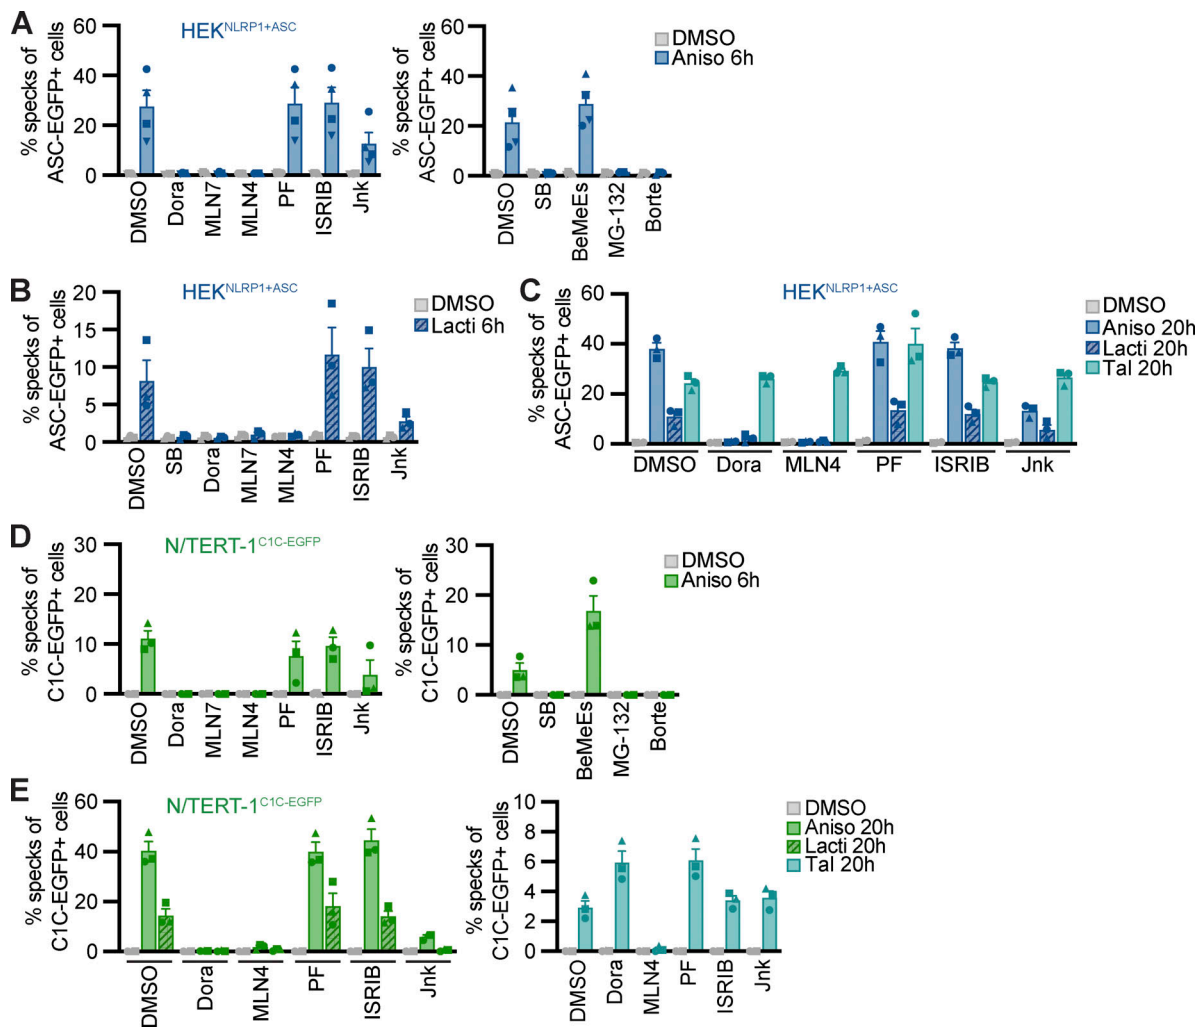 A
HEK^NLRP1+ASC
% specks of
ASC-EGFP+ cells
60
40
20
0
DMSO
Dora
MLN7
MLN4
PF
ISRIB
Jnk
% specks of
ASC-EGFP+ cells
60
40
20
0
DMSO
SB
BeMeEs
MG-132
Borte
DMSO
Aniso 6h
B
HEK^NLRP1+ASC
% specks of
ASC-EGFP+ cells
20
15
10
5
0
DMSO
SB
Dora
MLN7
MLN4
PF
ISRIB
Jnk
DMSO
Lacti 6h
C
HEK^NLRP1+ASC
% specks of
ASC-EGFP+ cells
60
40
20
0
DMSO
Dora
MLN4
PF
ISRIB
Jnk
DMSO
Aniso 20h
Lacti 20h
Tal 20h
D
N/TERT-1^C1C-EGFP
% specks of
C1C-EGFP+ cells
30
20
10
0
DMSO
Dora
MLN7
MLN4
PF
ISRIB
Jnk
% specks of
C1C-EGFP+ cells
30
20
10
0
DMSO
SB
BeMeEs
MG-132
Borte
DMSO
Aniso 6h
E
N/TERT-1^C1C-EGFP
% specks of
C1C-EGFP+ cells
60
40
20
0
DMSO
Dora
MLN4
PF
ISRIB
Jnk
% specks of
C1C-EGFP+ cells
10
8
6
4
2
0
DMSO
Dora
MLN4
PF
ISRIB
Jnk
DMSO
Aniso 20h
Lacti 20h
Tal 20h